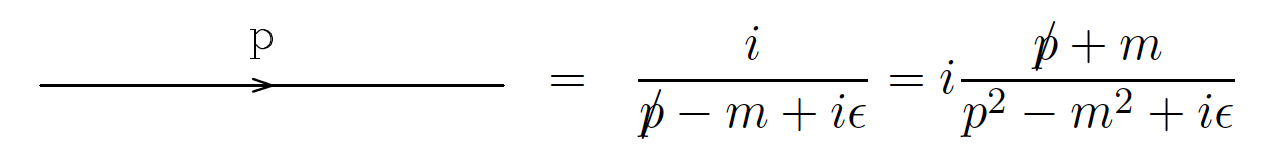 p
= i / (p̸ − m + iϵ) = i (p̸ + m) / (p² − m² + iϵ)